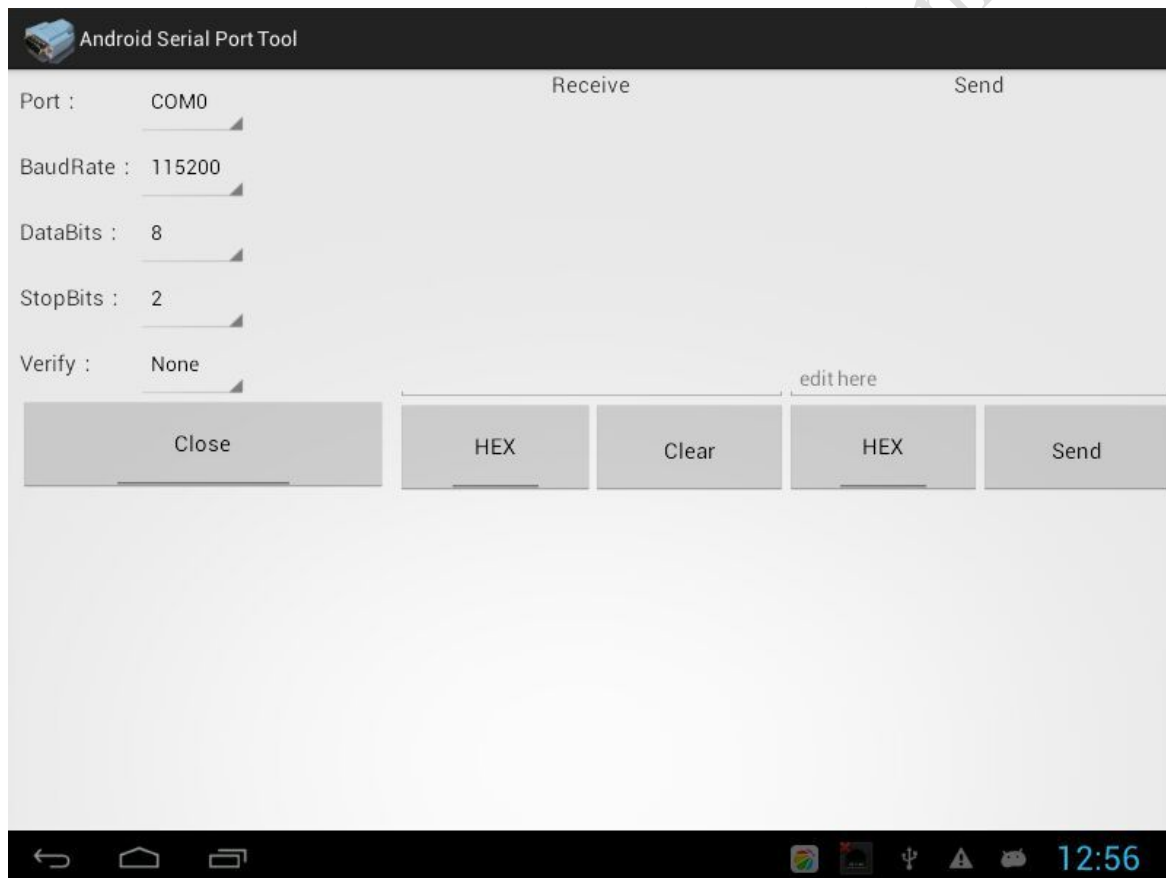 Android Serial Port Tool
Receive Send
Port : COM0
BaudRate : 115200
DataBits : 8
StopBits : 2
Verify : None
edit here
Close HEX Clear HEX Send
12:56